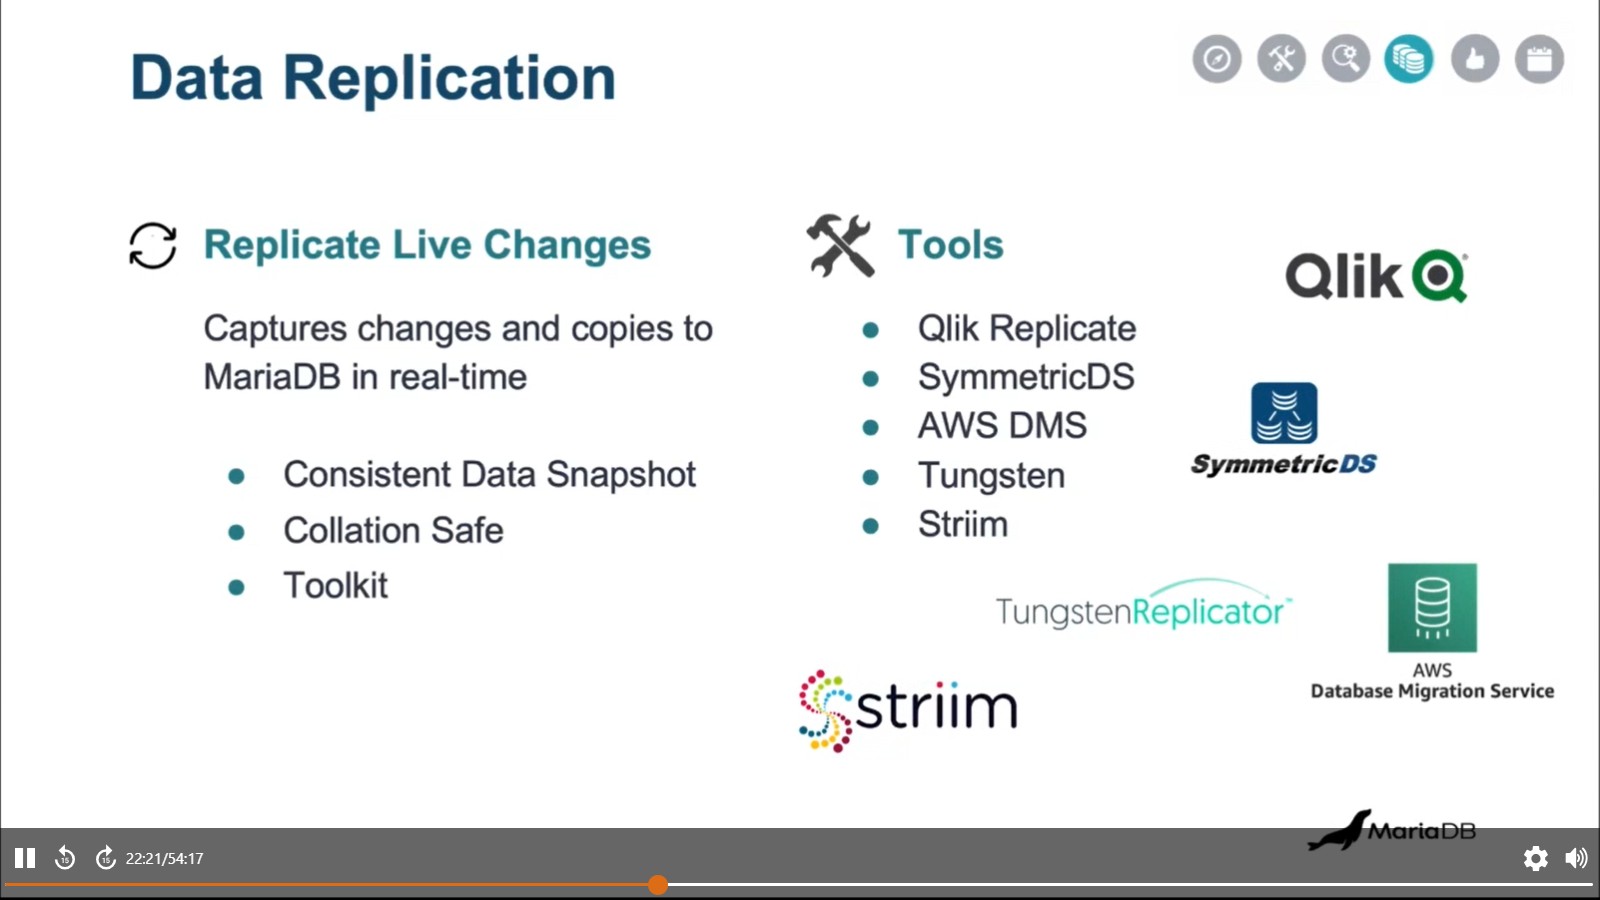 Data Replication
Replicate Live Changes
Captures changes and copies to
MariaDB in real-time
Consistent Data Snapshot
Collation Safe
Toolkit
Tools
Qlik Replicate
SymmetricDS
AWS DMS
Tungsten
Striim
Qlik
SymmetricDS
TungstenReplicator™
AWS
Database Migration Service
striim
MariaDB
15
15
22:21/54:17